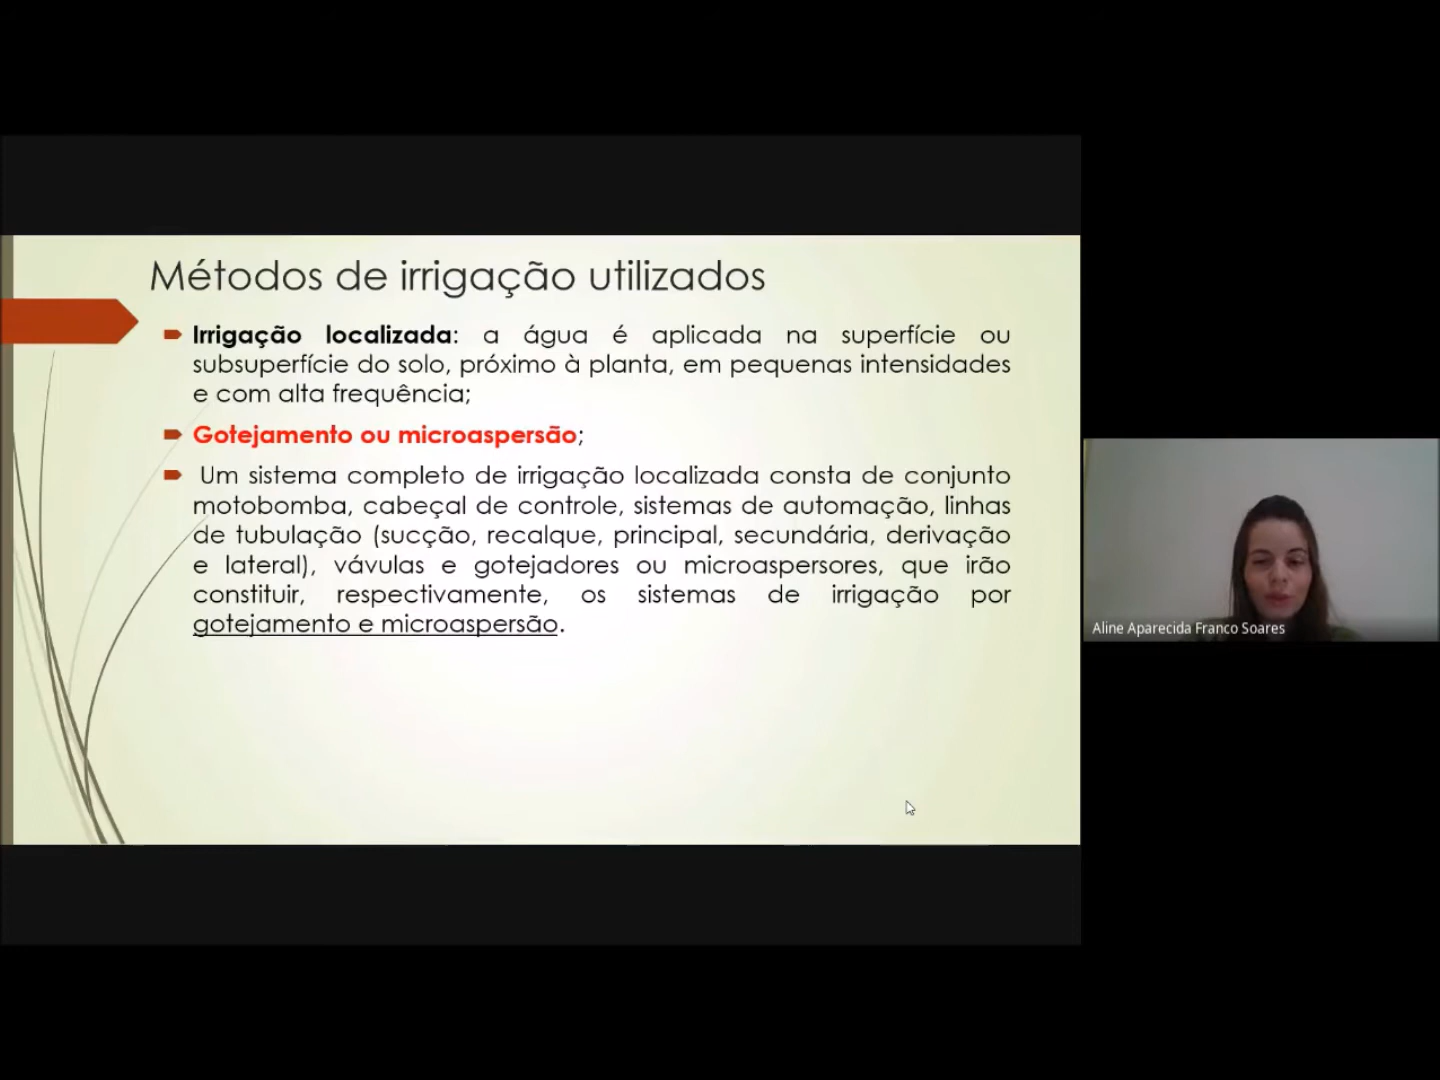 Métodos de irrigação utilizados
Irrigação localizada: a água é aplicada na superfície ou
subsuperfície do solo, próximo à planta, em pequenas intensidades
e com alta frequência;
Gotejamento ou microaspersão;
Um sistema completo de irrigação localizada consta de conjunto
motobomba, cabeçal de controle, sistemas de automação, linhas
de tubulação (sucção, recalque, principal, secundária, derivação
e lateral), vávulas e gotejadores ou microaspersores, que irão
constituir, respectivamente, os sistemas de irrigação por
gotejamento e microaspersão.
Aline Aparecida Franco Soares